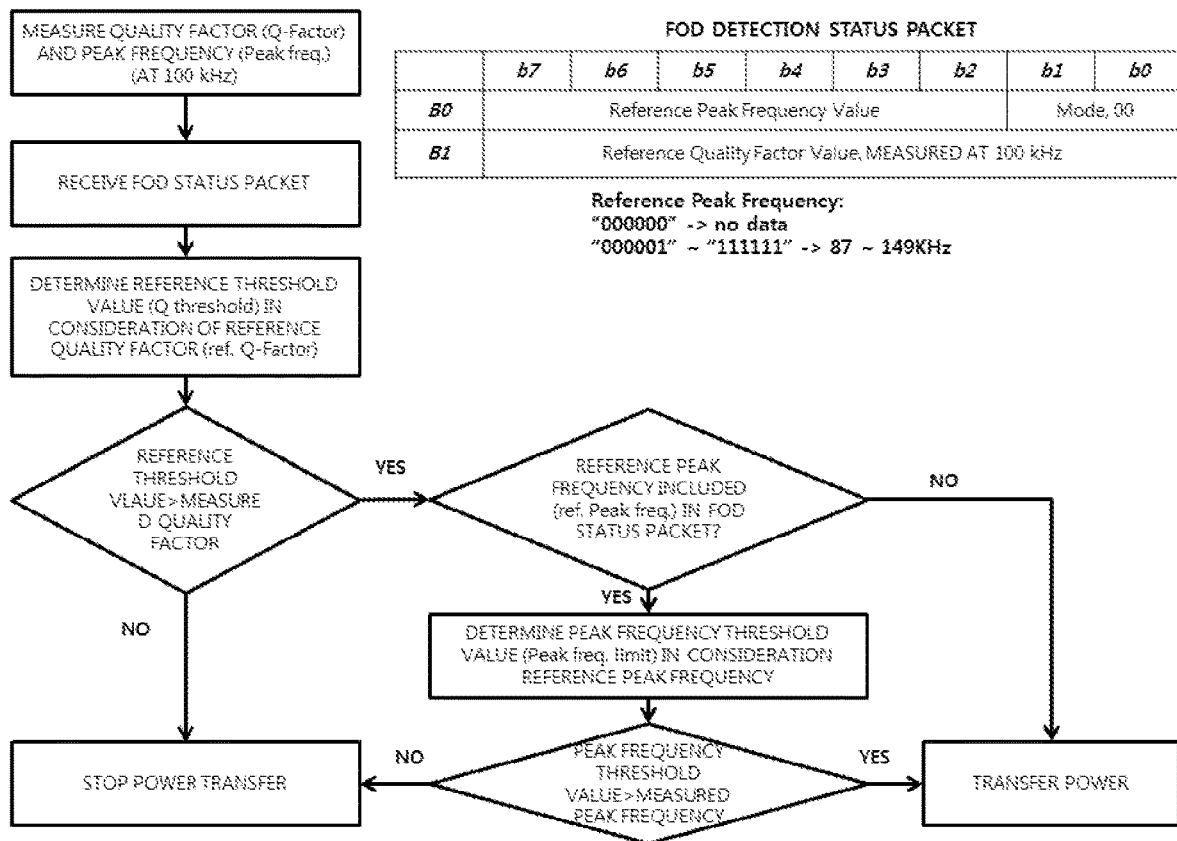 MEASURE QUALITY FACTOR (Q-Factor)
AND PEAK FREQUENCY (Peak freq.)
(AT 100 kHz)
RECEIVE FOD STATUS PACKET
DETERMINE REFERENCE THRESHOLD
VALUE (Q threshold) IN
CONSIDERATION OF REFERENCE
QUALITY FACTOR (ref. Q-Factor)
FOD DETECTION STATUS PACKET
b7 b6 b5 b4 b3 b2 b1 b0
B0 Reference Peak Frequency Value Mode, 00
B1 Reference Quality Factor Value, MEASURED AT 100 kHz
Reference Peak Frequency:
"000000" -> no data
"000001" ~ "111111" -> 87 ~ 149KHz
REFERENCE
THRESHOLD
VLAUE>MEASURE
D QUALITY
FACTOR
YES
NO
REFERENCE PEAK
FREQUENCY INCLUDED
(ref. Peak freq.) IN FOD
STATUS PACKET?
NO
YES
DETERMINE PEAK FREQUENCY THRESHOLD
VALUE (Peak freq. limit) IN CONSIDERATION
REFERENCE PEAK FREQUENCY
PEAK FREQUENCY
THRESHOLD
VALUE>MEASURED
PEAK FREQUENCY
NO
YES
STOP POWER TRANSFER
TRANSFER POWER